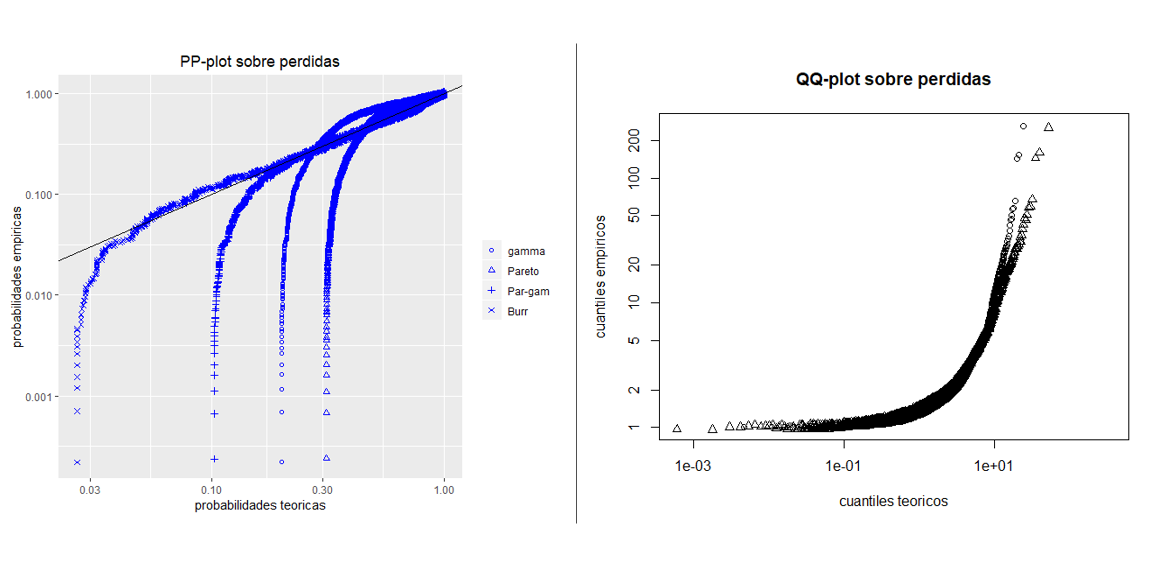 PP-plot sobre perdidas
1.000
0.100
0.010
0.001
probabilidades empiricas
0.03 0.10 0.30 1.00
probabilidades teoricas
gamma
Pareto
Par-gam
Burr
QQ-plot sobre perdidas
200
100
50
20
10
5
2
1
cuantiles empiricos
1e-03 1e-01 1e+01
cuantiles teoricos